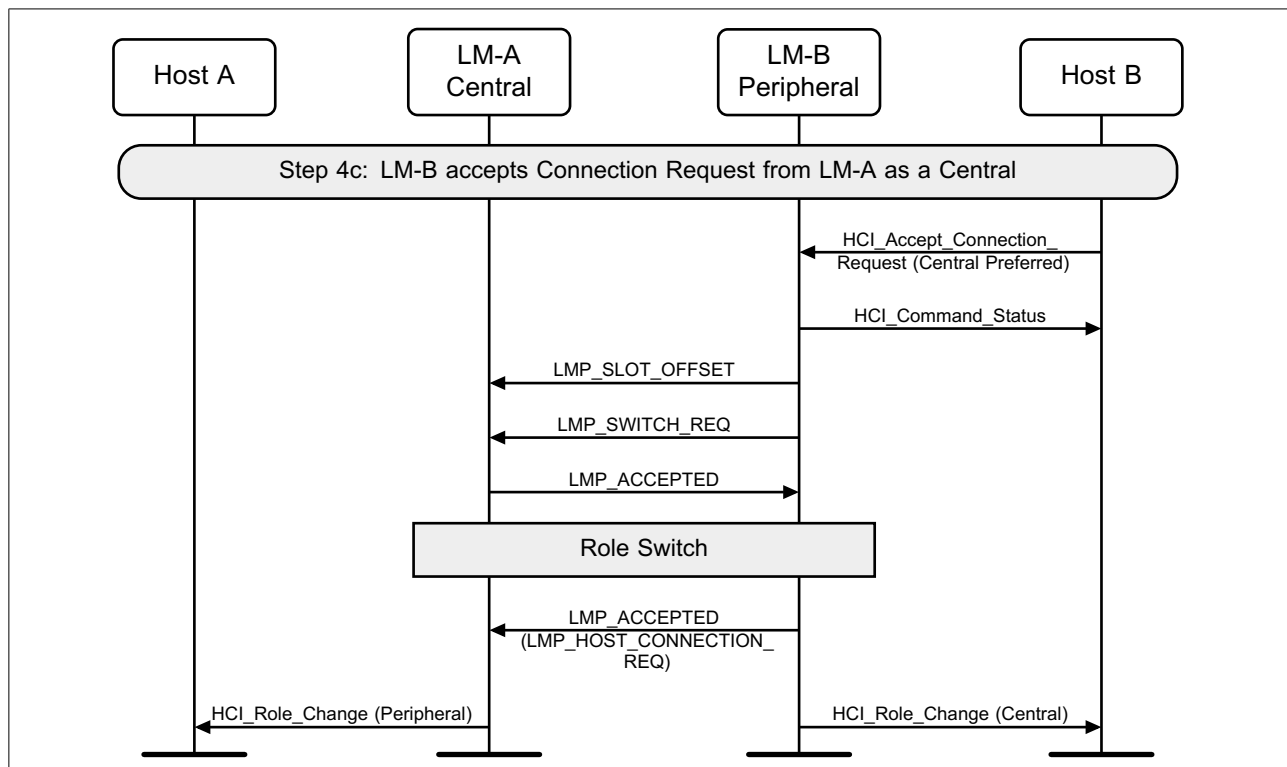 Host A
LM-A
Central
LM-B
Peripheral
Host B
Step 4c: LM-B accepts Connection Request from LM-A as a Central
HCI_Accept_Connection_
Request (Central Preferred)
HCI_Command_Status
LMP_SLOT_OFFSET
LMP_SWITCH_REQ
LMP_ACCEPTED
Role Switch
LMP_ACCEPTED
(LMP_HOST_CONNECTION_
REQ)
HCI_Role_Change (Peripheral)
HCI_Role_Change (Central)